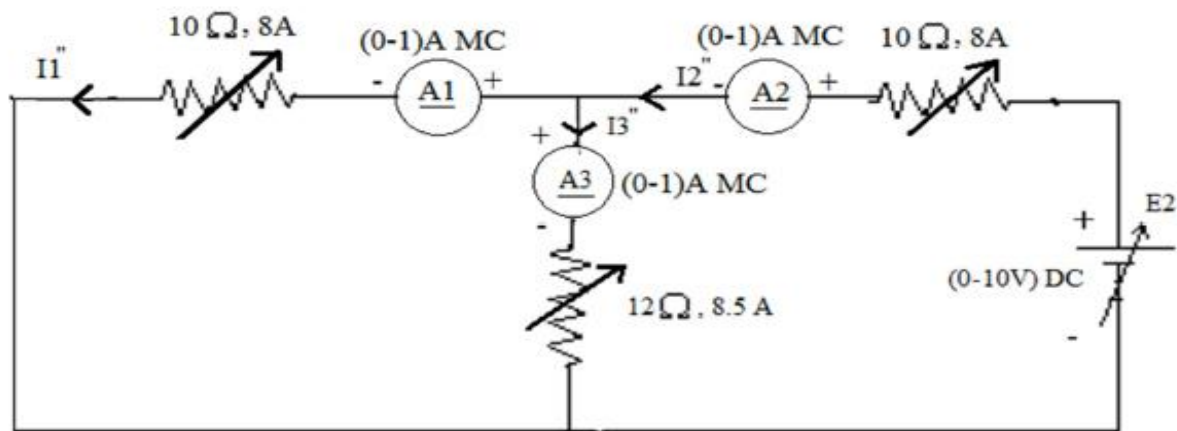 10 Ω, 8A
(0-1)A MC
(0-1)A MC
10 Ω, 8A
I1"
- A1 +
I2"
- A2 +
I3"
+
A3
(0-1)A MC
-
12 Ω, 8.5 A
+
E2
(0-10V) DC
-